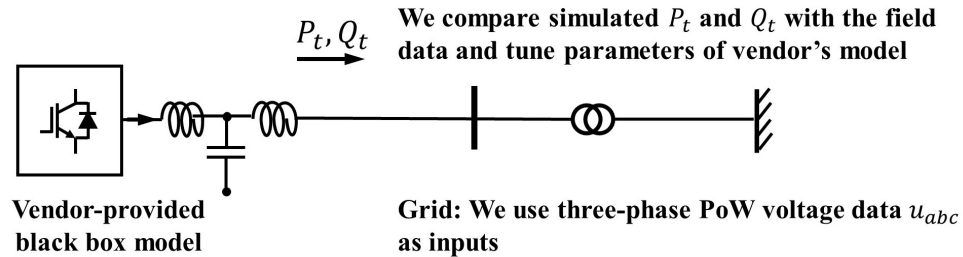 We compare simulated P_t and Q_t with the field
data and tune parameters of vendor's model
P_t, Q_t
Vendor-provided
black box model
Grid: We use three-phase PoW voltage data u_abc
as inputs